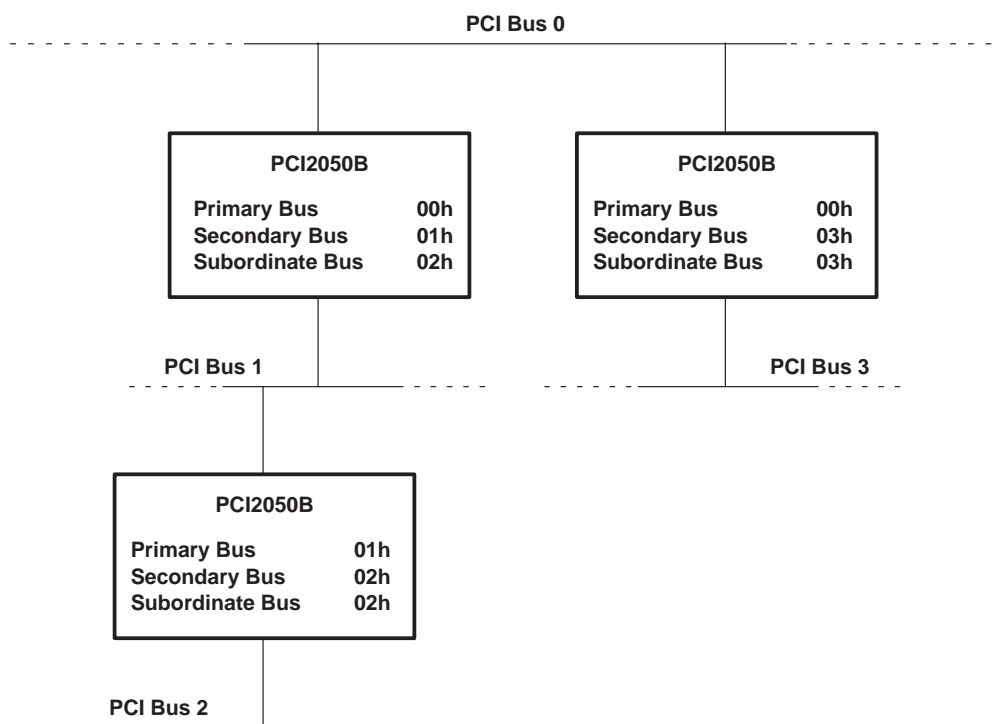 PCI Bus 0
PCI2050B
Primary Bus 00h
Secondary Bus 01h
Subordinate Bus 02h
PCI2050B
Primary Bus 00h
Secondary Bus 03h
Subordinate Bus 03h
PCI Bus 1
PCI Bus 3
PCI2050B
Primary Bus 01h
Secondary Bus 02h
Subordinate Bus 02h
PCI Bus 2